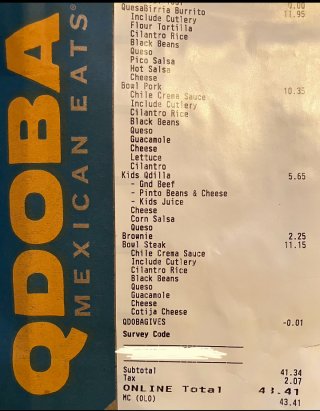 QDOBA
MEXICAN EATS®
0.00
QuesaBirria Burrito 11.95
Include Cutlery
Flour Tortilla
Cilantro Rice
Black Beans
Queso
Pico Salsa
Hot Salsa
Cheese
Bowl Pork 10.35
Chile Crema Sauce
Include Cutlery
Cilantro Rice
Black Beans
Queso
Guacamole
Cheese
Lettuce
Cilantro
Kids Qdilla 5.65
- Gnd Beef
- Pinto Beans & Cheese
- Kids Juice
Cheese
Corn Salsa
Queso
Brownie 2.25
Bowl Steak 11.15
Chile Crema Sauce
Include Cutlery
Cilantro Rice
Black Beans
Queso
Guacamole
Cheese
Cotija Cheese
QDOBAGIVES -0.01
Survey Code
Subtotal 41.34
Tax 2.07
ONLINE Total 43.41
MC (OLO) 43.41